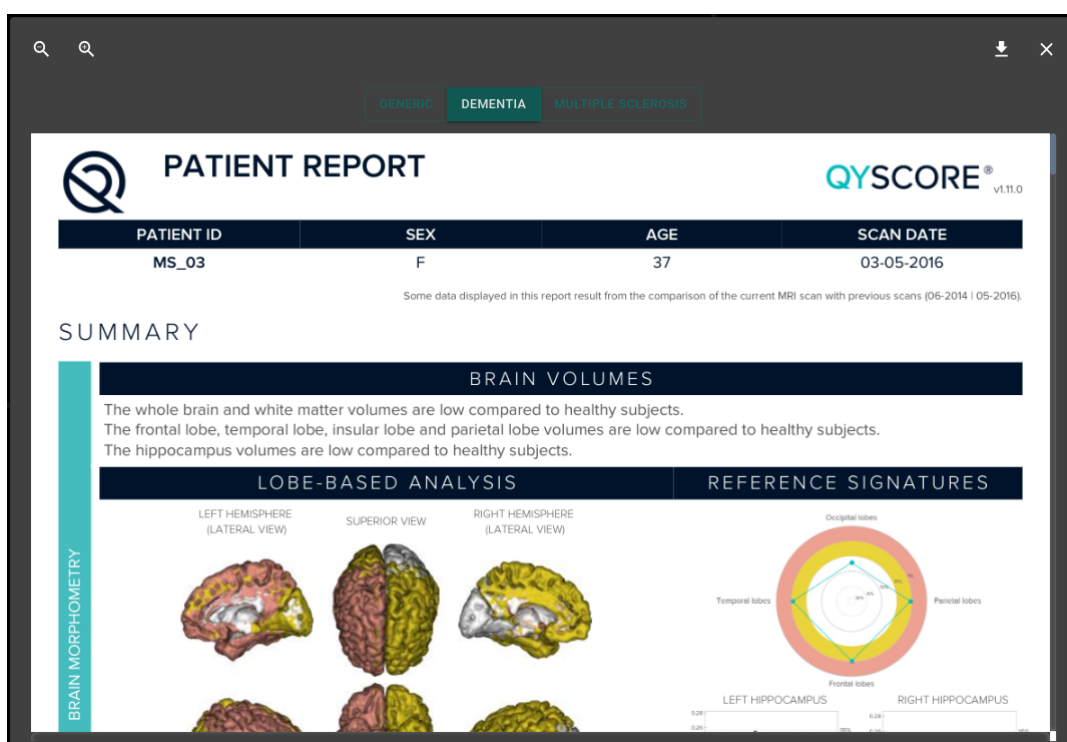 GENERIC DEMENTIA MULTIPLE SCLEROSIS
PATIENT REPORT
QYSCORE® v1.11.0
PATIENT ID SEX AGE SCAN DATE
MS_03 F 37 03-05-2016
Some data displayed in this report result from the comparison of the current MRI scan with previous scans (06-2014 | 05-2016).
SUMMARY
BRAIN MORPHOMETRY
BRAIN VOLUMES
The whole brain and white matter volumes are low compared to healthy subjects.
The frontal lobe, temporal lobe, insular lobe and parietal lobe volumes are low compared to healthy subjects.
The hippocampus volumes are low compared to healthy subjects.
LOBE-BASED ANALYSIS REFERENCE SIGNATURES
LEFT HEMISPHERE
(LATERAL VIEW)
SUPERIOR VIEW
RIGHT HEMISPHERE
(LATERAL VIEW)
Occipital lobes
Temporal lobes
Parietal lobes
Frontal lobes
LEFT HIPPOCAMPUS RIGHT HIPPOCAMPUS
0.28 0.28
0.26